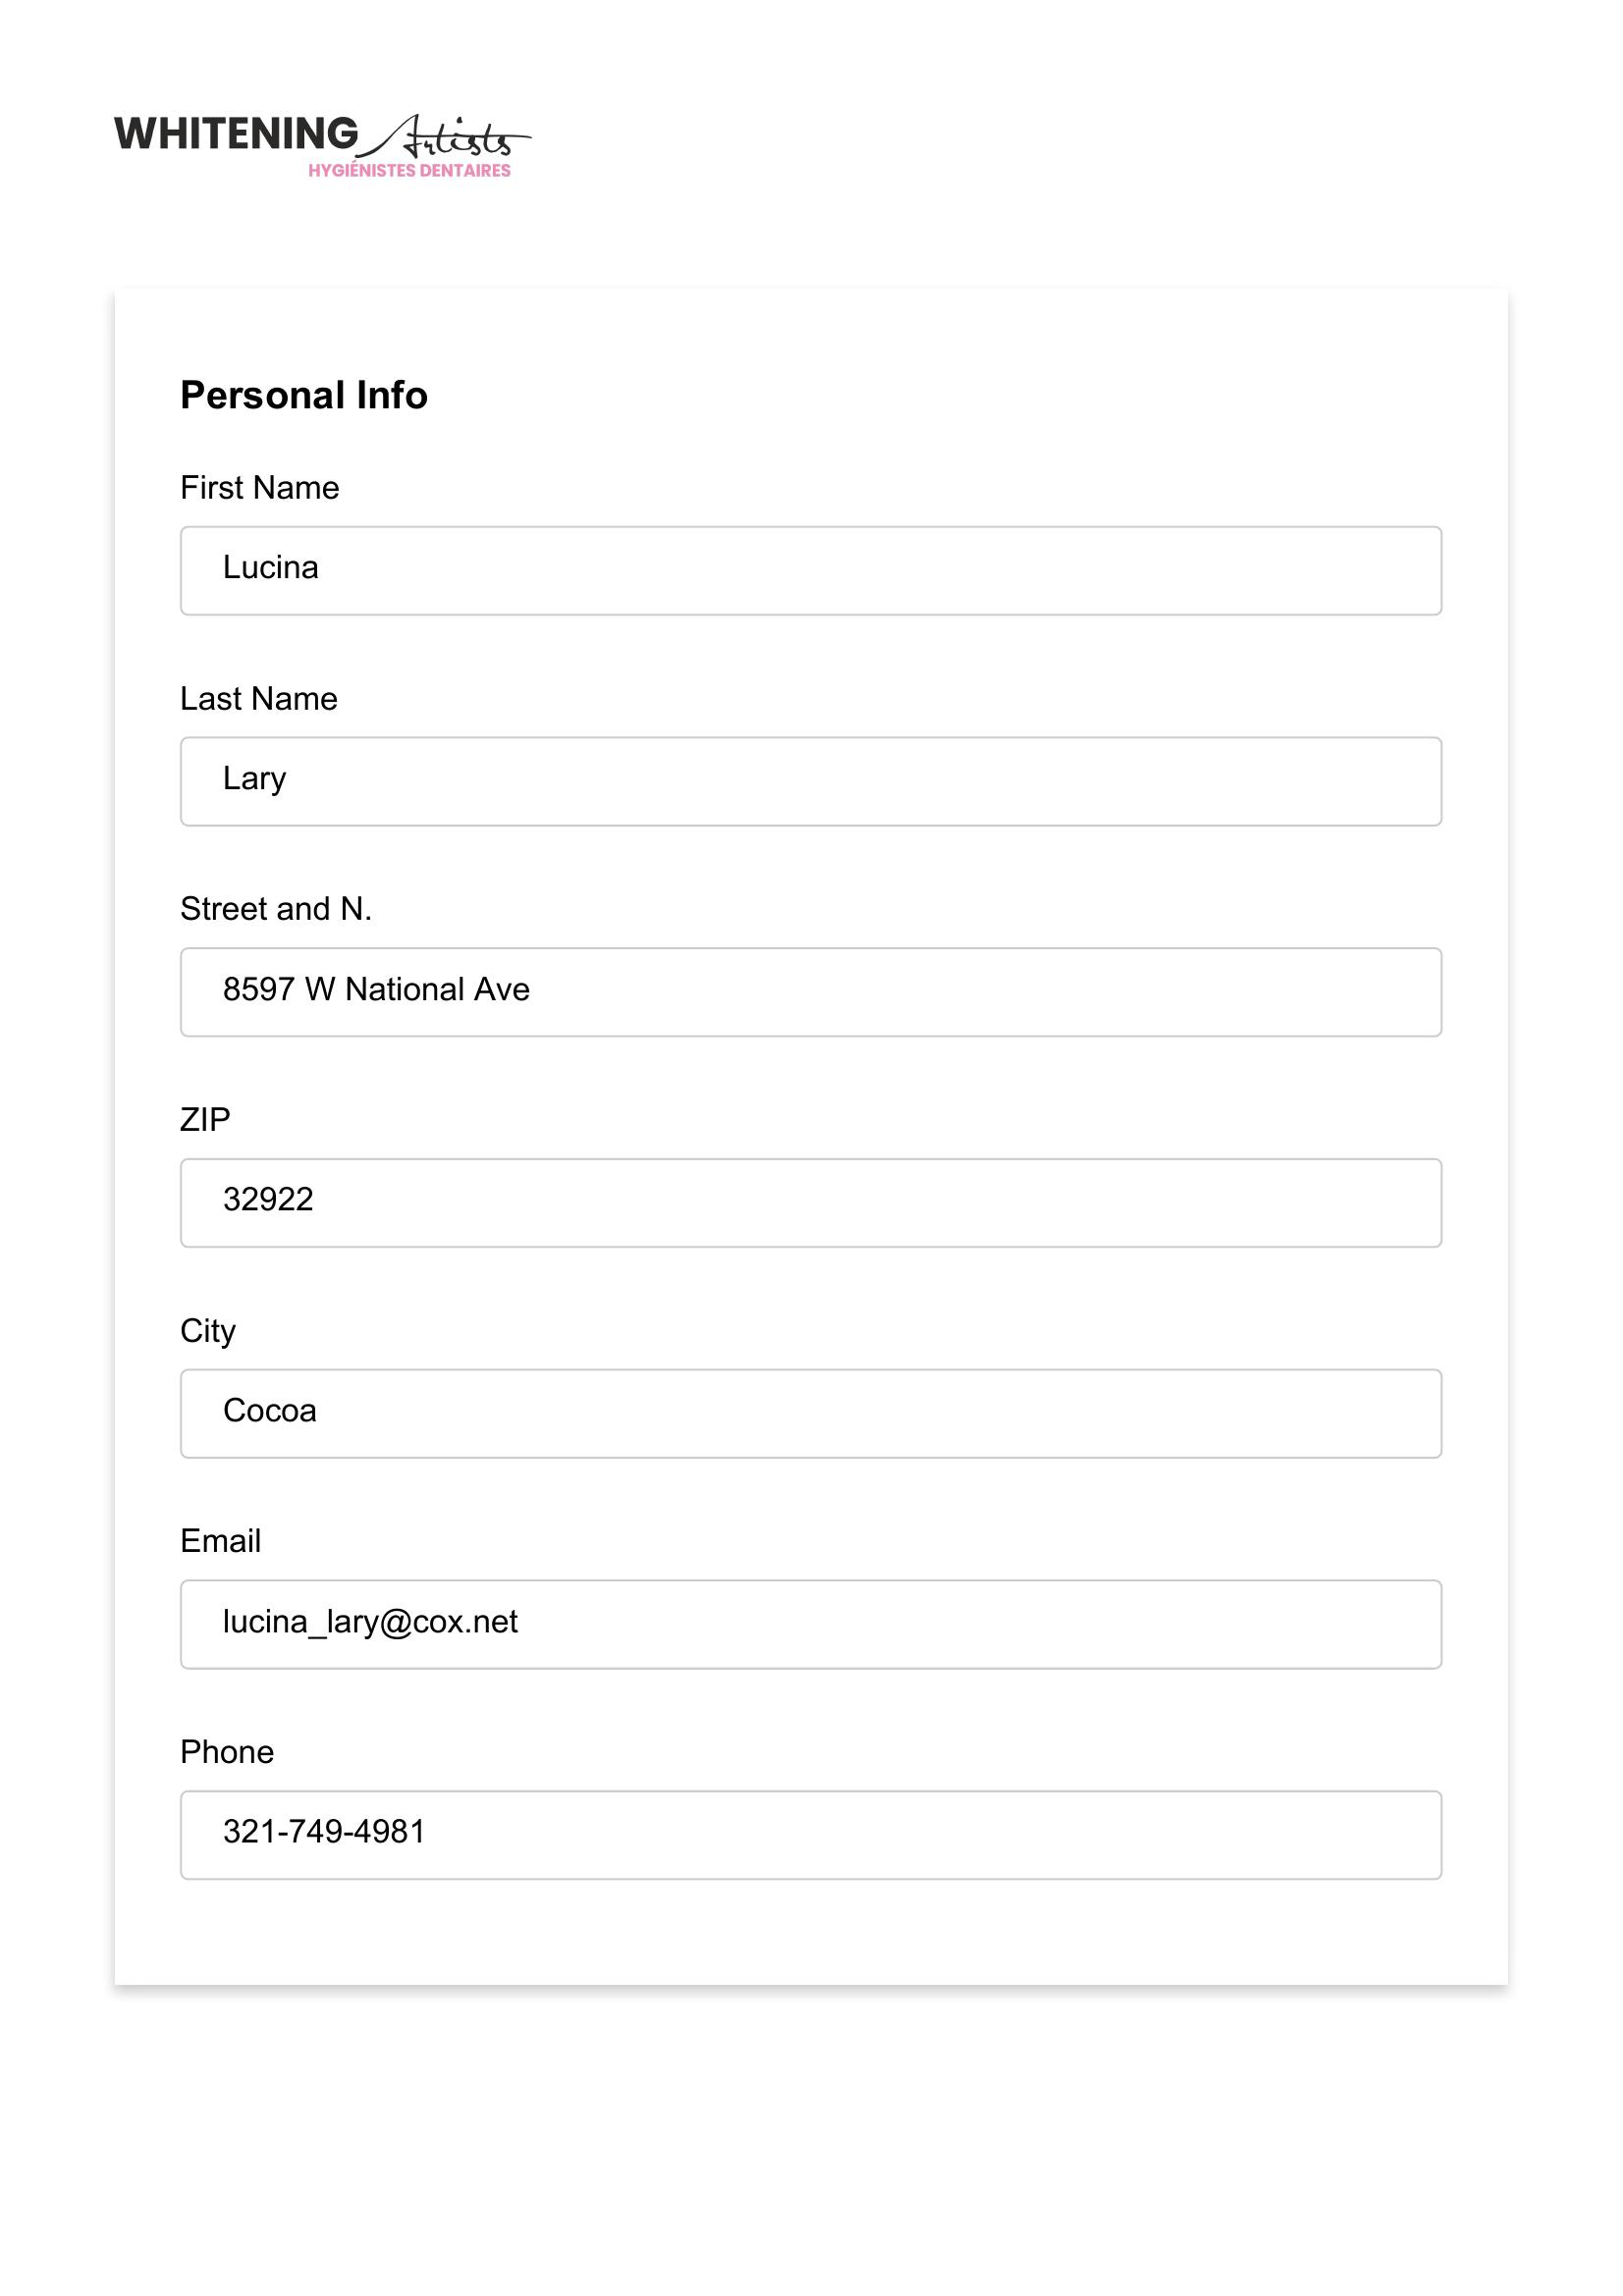 WHITENING Artists
HYGIÉNISTES DENTAIRES
Personal Info
First Name
Lucina
Last Name
Lary
Street and N.
8597 W National Ave
ZIP
32922
City
Cocoa
Email
lucina_lary@cox.net
Phone
321-749-4981